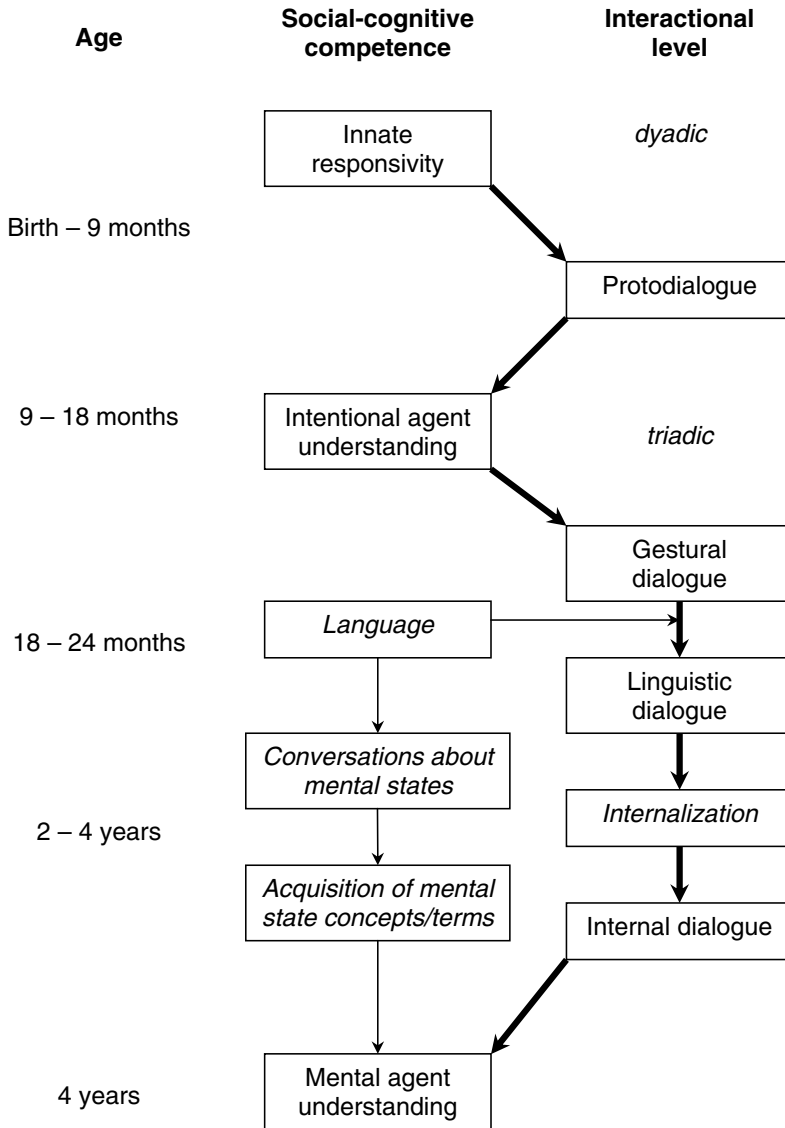 Age
Social-cognitive
competence
Interactional
level
Innate
responsivity
dyadic
Birth – 9 months
Protodialogue
9 – 18 months
Intentional agent
understanding
triadic
Gestural
dialogue
18 – 24 months
Language
Linguistic
dialogue
Conversations about
mental states
Internalization
2 – 4 years
Acquisition of mental
state concepts/terms
Internal dialogue
4 years
Mental agent
understanding